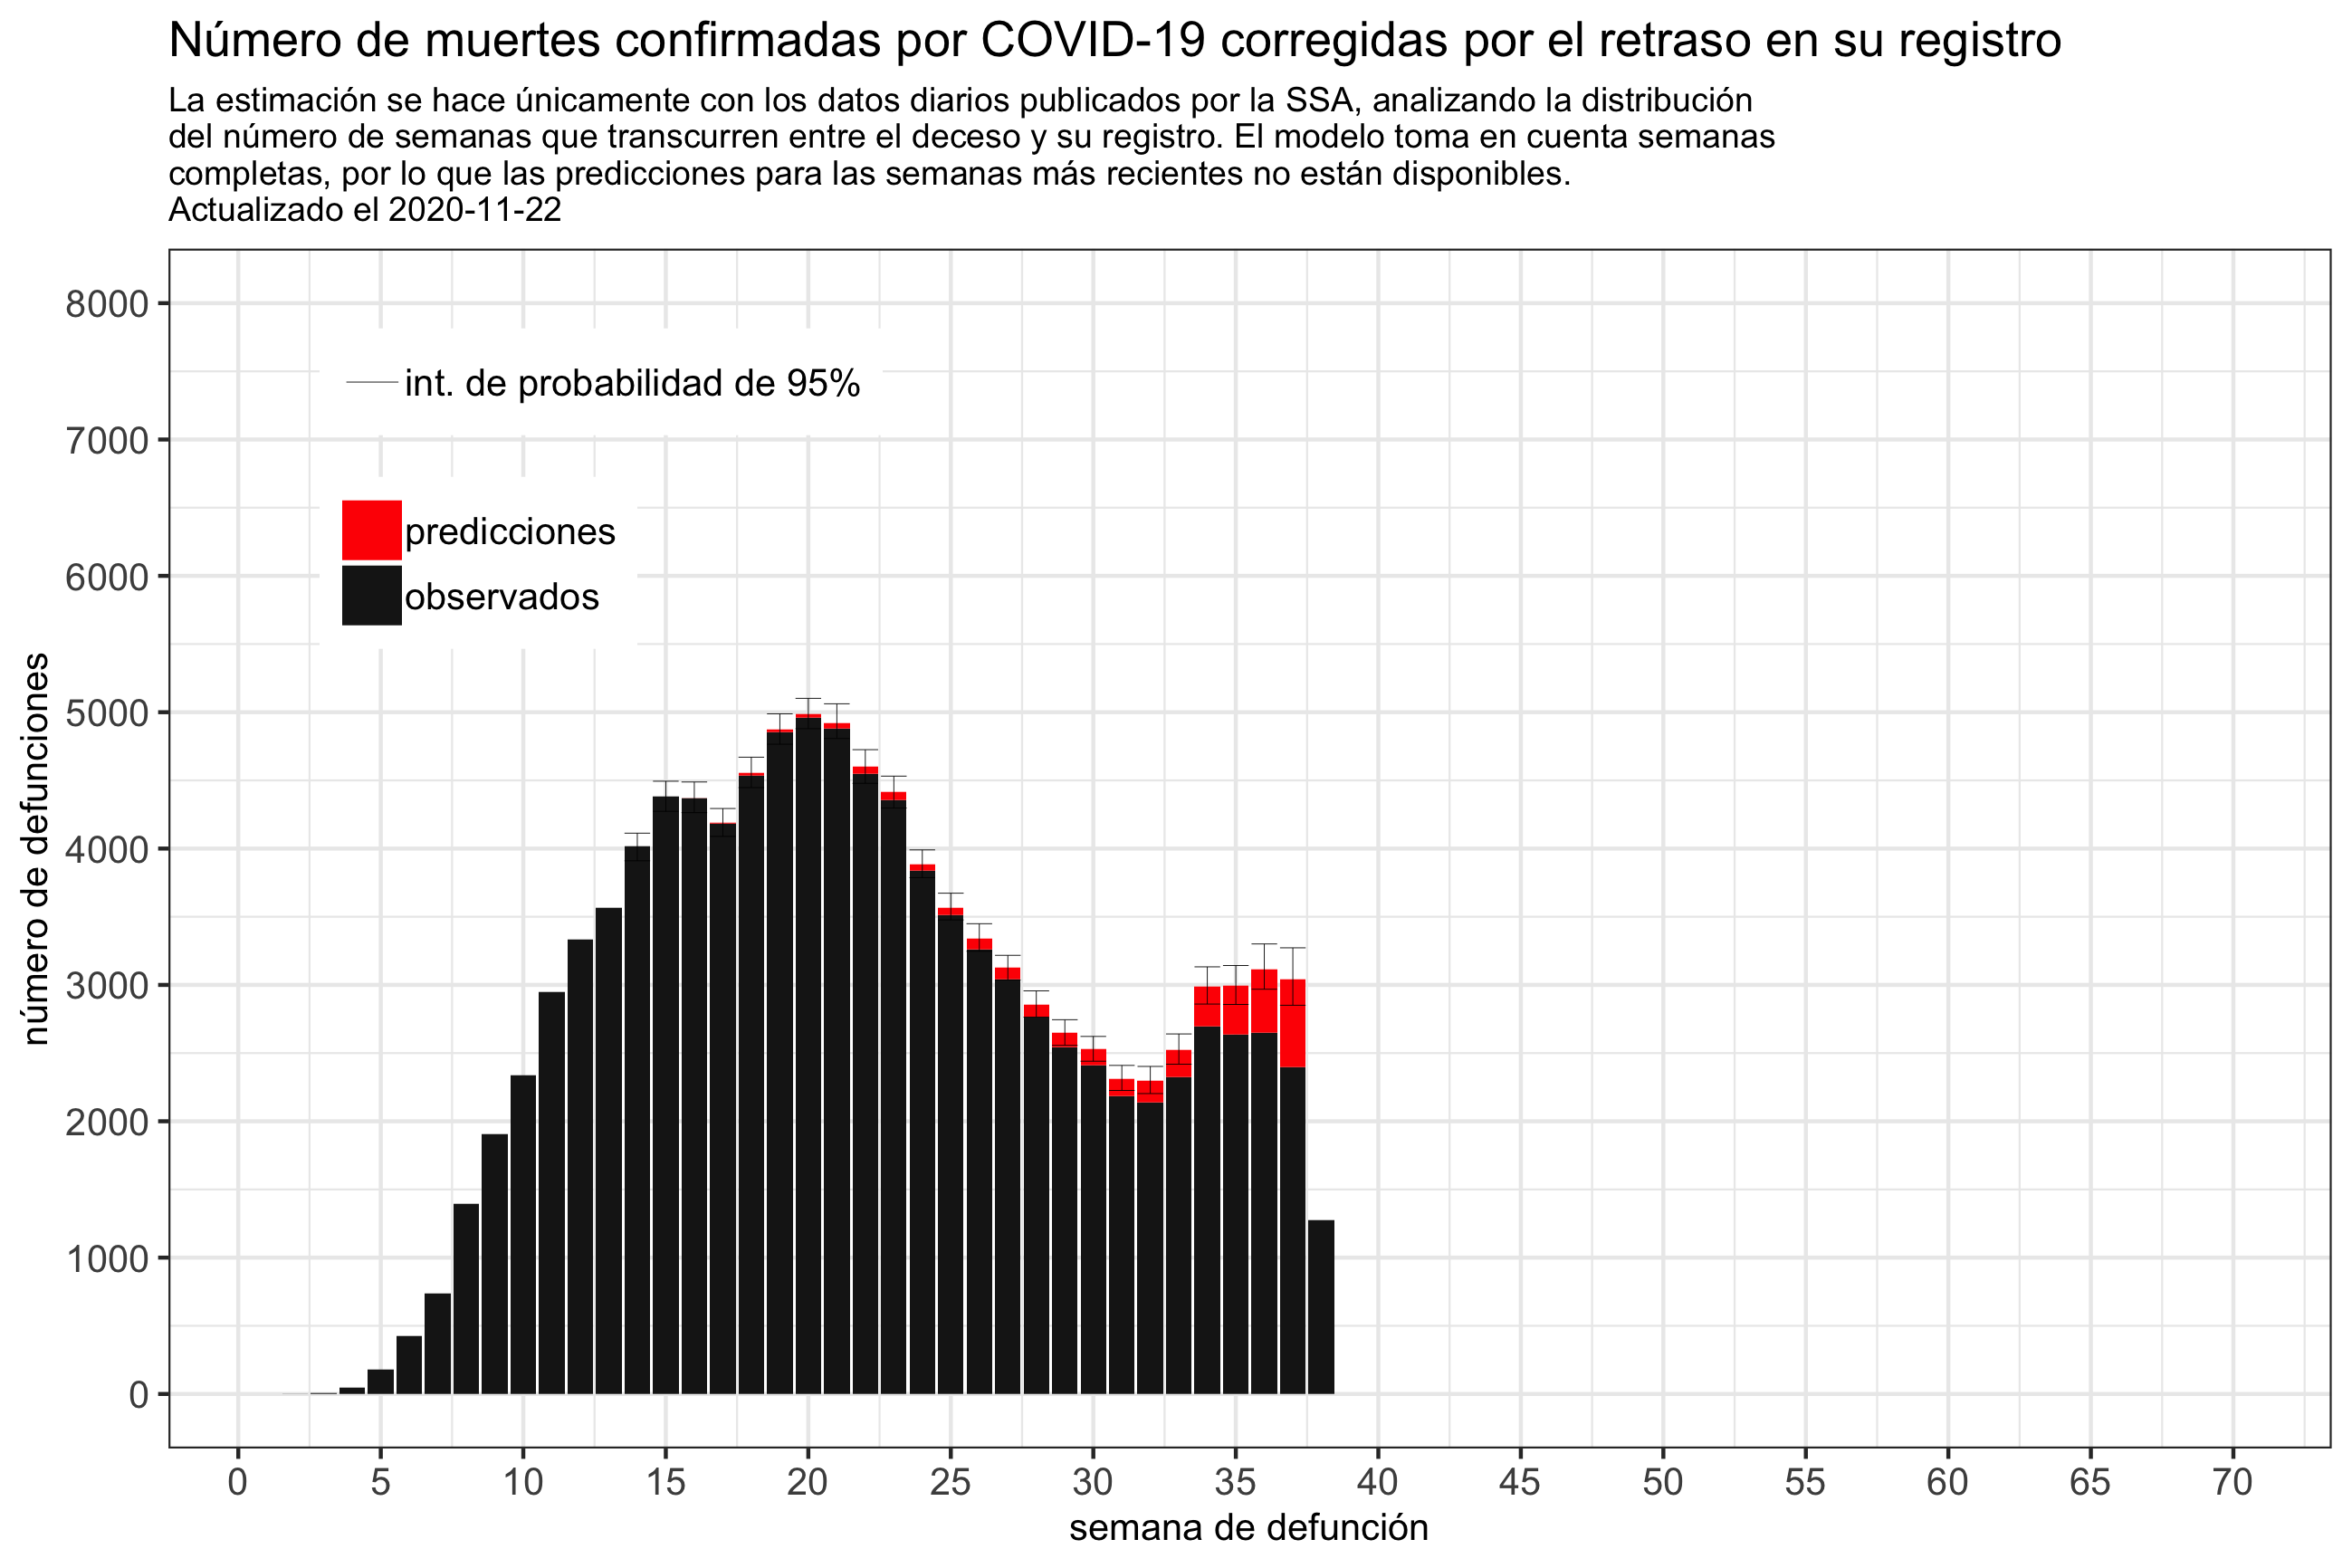 Número de muertes confirmadas por COVID-19 corregidas por el retraso en su registro
La estimación se hace únicamente con los datos diarios publicados por la SSA, analizando la distribución
del número de semanas que transcurren entre el deceso y su registro. El modelo toma en cuenta semanas
completas, por lo que las predicciones para las semanas más recientes no están disponibles.
Actualizado el 2020-11-22
8000
7000
6000
5000
4000
3000
2000
1000
0
número de defunciones
int. de probabilidad de 95%
predicciones
observados
0 5 10 15 20 25 30 35 40 45 50 55 60 65 70
semana de defunción